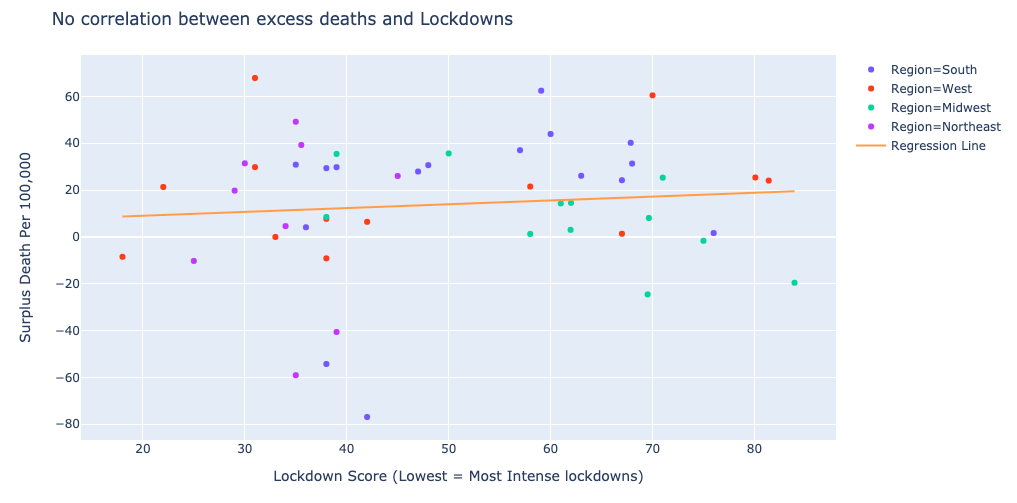 No correlation between excess deaths and Lockdowns
Region=South
Region=West
Region=Midwest
Region=Northeast
Regression Line
Surplus Death Per 100,000
60
40
20
0
−20
−40
−60
−80
20 30 40 50 60 70 80
Lockdown Score (Lowest = Most Intense lockdowns)